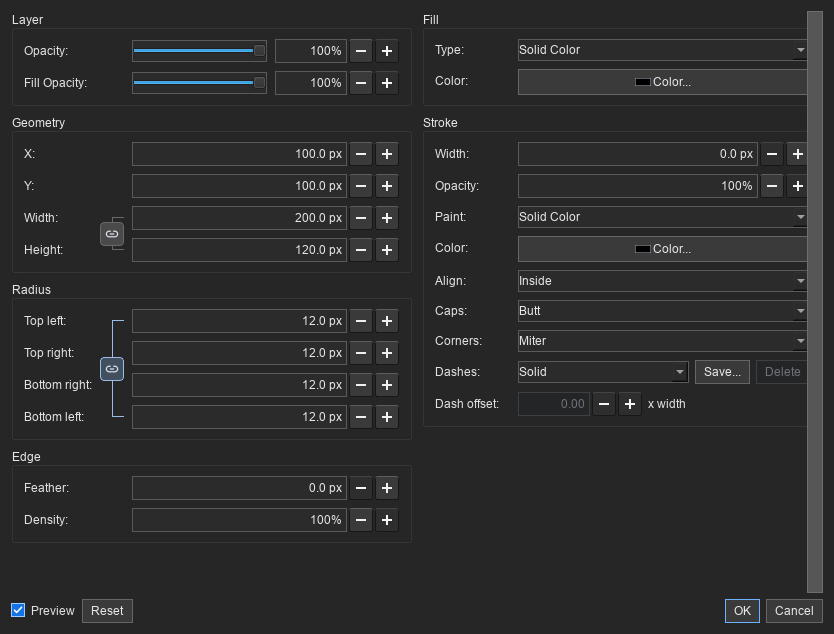 Layer
Opacity: 100%
Fill Opacity: 100%
Geometry
X: 100.0 px
Y: 100.0 px
Width: 200.0 px
Height: 120.0 px
Radius
Top left: 12.0 px
Top right: 12.0 px
Bottom right: 12.0 px
Bottom left: 12.0 px
Edge
Feather: 0.0 px
Density: 100%
Fill
Type: Solid Color
Color: Color...
Stroke
Width: 0.0 px
Opacity: 100%
Paint: Solid Color
Color: Color...
Align: Inside
Caps: Butt
Corners: Miter
Dashes: Solid Save... Delete
Dash offset: 0.00 x width
Preview Reset OK Cancel